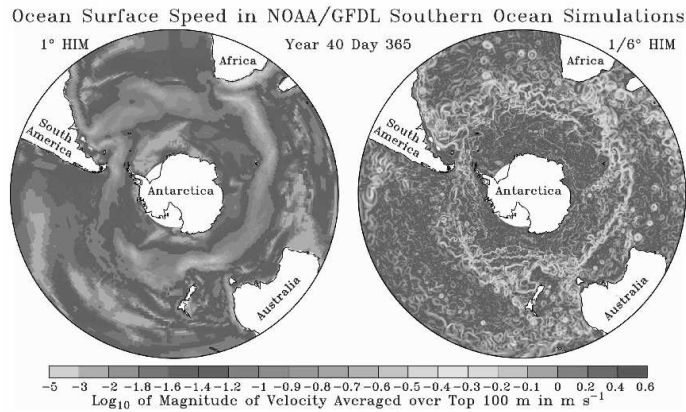 Ocean Surface Speed in NOAA/GFDL Southern Ocean Simulations
1° HIM
Year 40 Day 365
1/6° HIM
Africa
South America
Antarctica
Australia
Africa
South America
Antarctica
Australia
-5 -3 -2 -1.8 -1.6 -1.4 -1.2 -1 -0.9 -0.8 -0.7 -0.6 -0.5 -0.4 -0.3 -0.2 -0.1 0 0.2 0.4 0.6
Log₁₀ of Magnitude of Velocity Averaged over Top 100 m in m s⁻¹